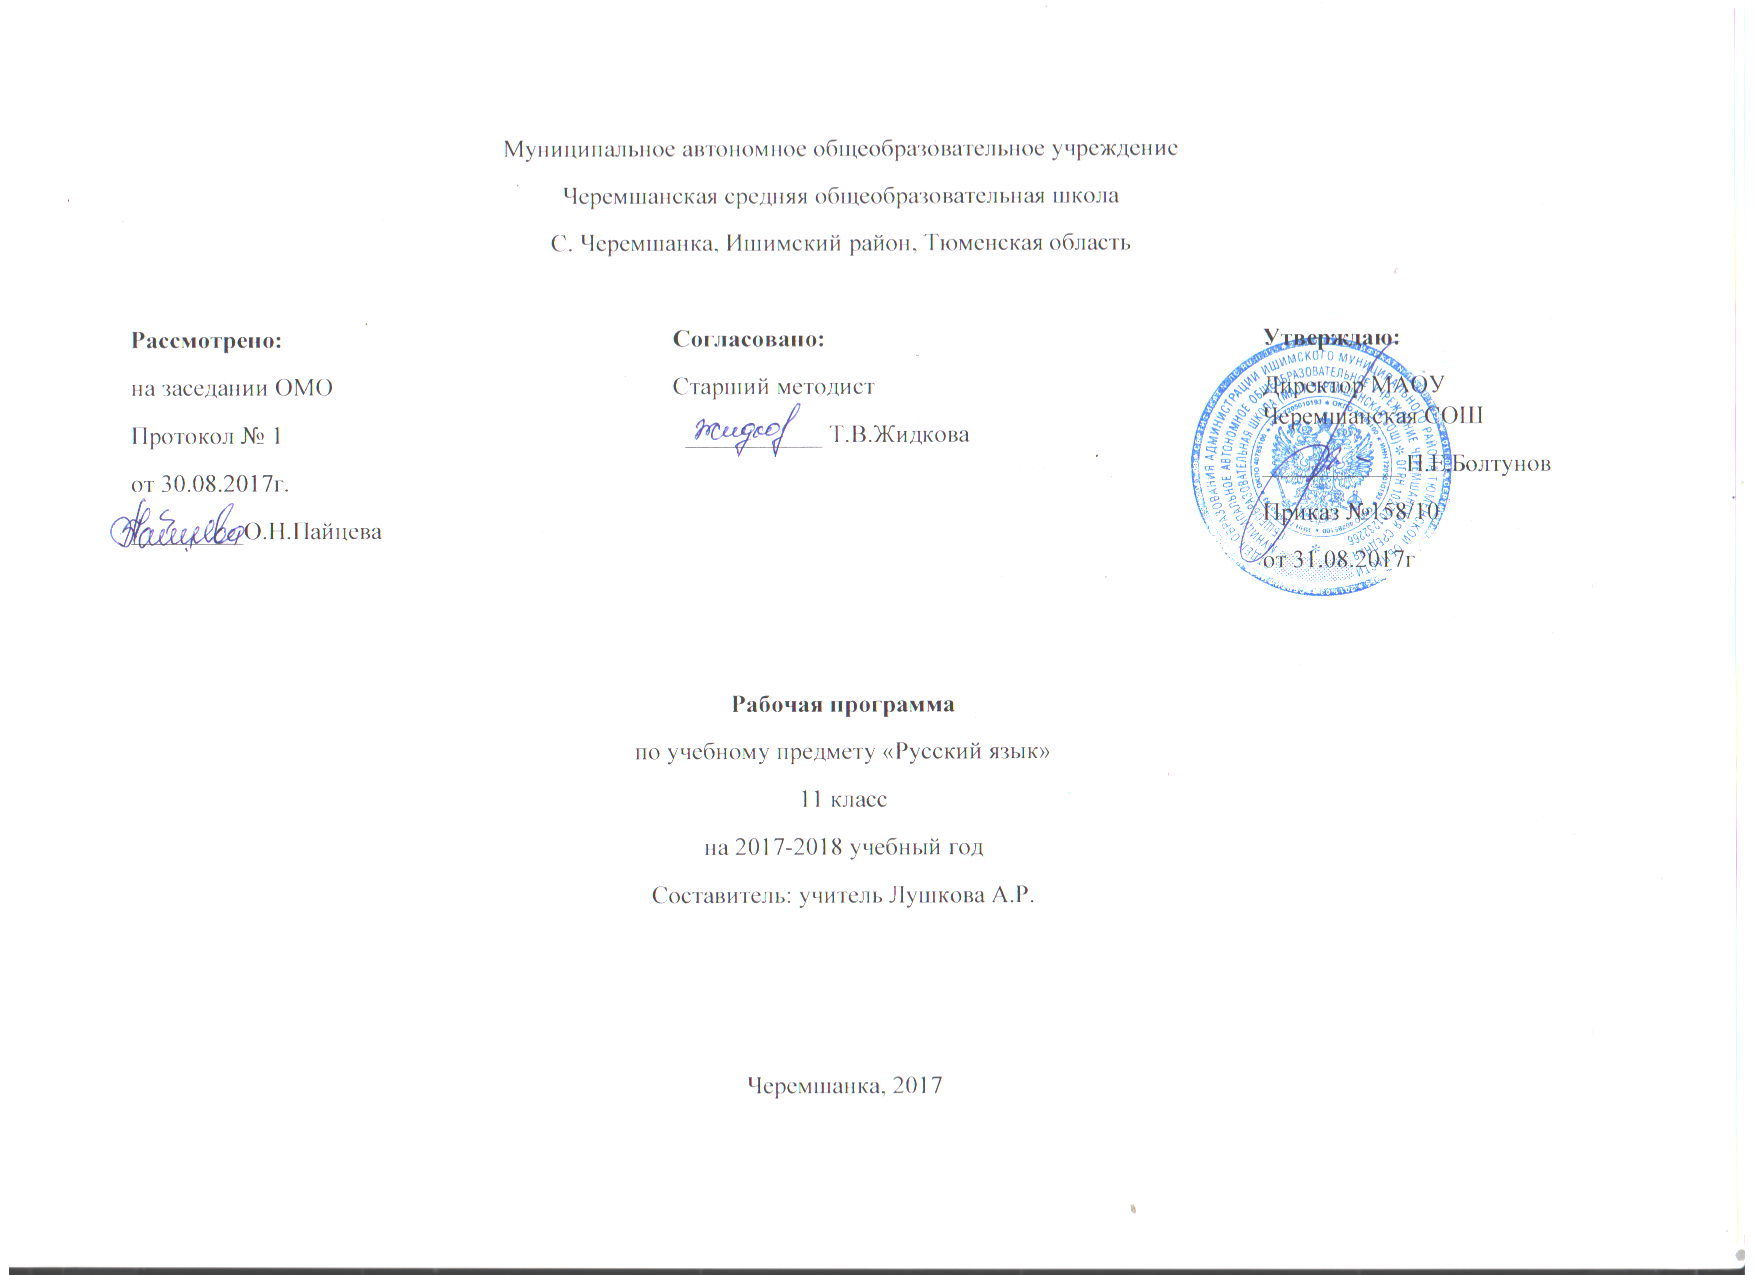 Муниципальное автономное общеобразовательное учреждение
Черемшанская средняя общеобразовательная школа
С. Черемшанка, Ишимский район, Тюменская область
Рассмотрено:
на заседании ОМО
Протокол № 1
от 30.08.2017г.
О.Н.Пайцева
Согласовано:
Старший методист
Жидков Т.В.Жидкова
Утверждаю:
Директор МАОУ
Черемшанская СОШ
П.Е.Болтунов
Приказ №158/10
от 31.08.2017г
Рабочая программа
по учебному предмету «Русский язык»
11 класс
на 2017-2018 учебный год
Составитель: учитель Лушкова А.Р.
Черемшанка, 2017